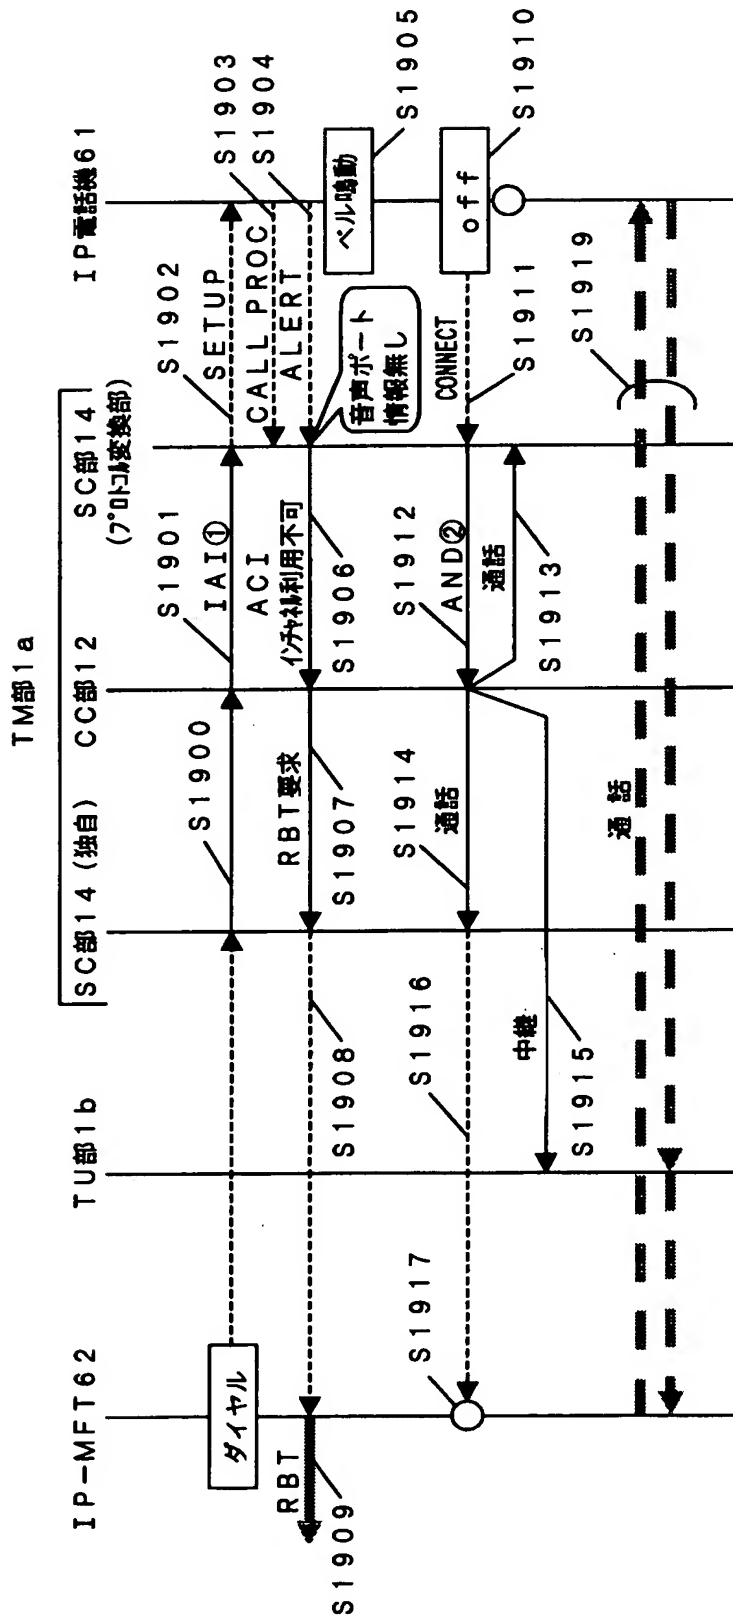 TM部1a
IP-MFT62
TU部1b
SC部14(独自)
CC部12
SC部14
(プロトコル変換部)
IP電話機61
ダイヤル
S1900
S1901
IAI①
S1902
SETUP
CALL PROC
S1903
ALERT
S1904
ベル鳴動
S1905
音声ポート
情報無し
ACI
インチャネル利用不可
S1906
RBT要求
S1907
S1908
RBT
S1909
off
S1910
CONNECT
S1911
AND②
S1912
通話
S1913
通話
S1914
中継
S1915
S1916
S1917
通話
S1919